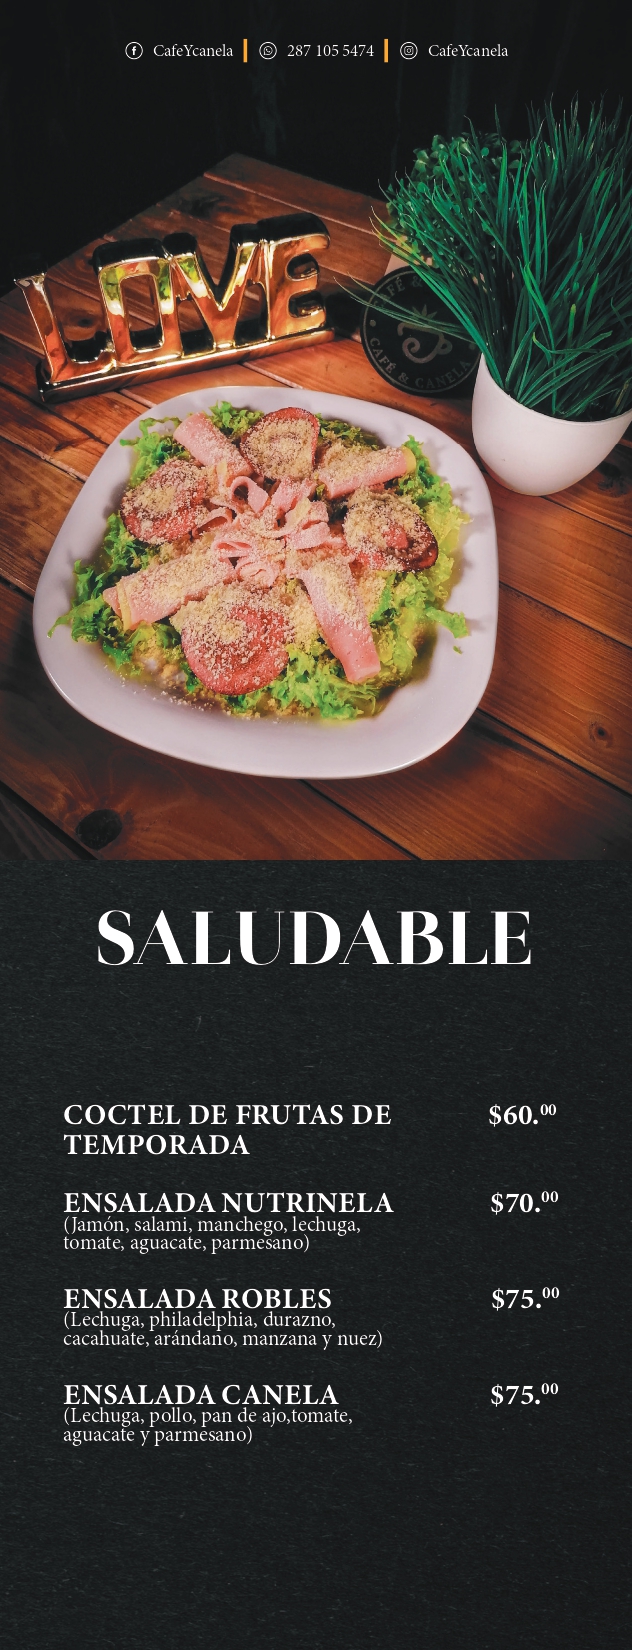 CafeYcanela | 287 105 5474 | CafeYcanela
LOVE
CAFÉ & CANELA
SALUDABLE
COCTEL DE FRUTAS DE $60.00
TEMPORADA
ENSALADA NUTRINELA $70.00
(Jamón, salami, manchego, lechuga,
tomate, aguacate, parmesano)
ENSALADA ROBLES $75.00
(Lechuga, philadelphia, durazno,
cacahuate, arándano, manzana y nuez)
ENSALADA CANELA $75.00
(Lechuga, pollo, pan de ajo,tomate,
aguacate y parmesano)